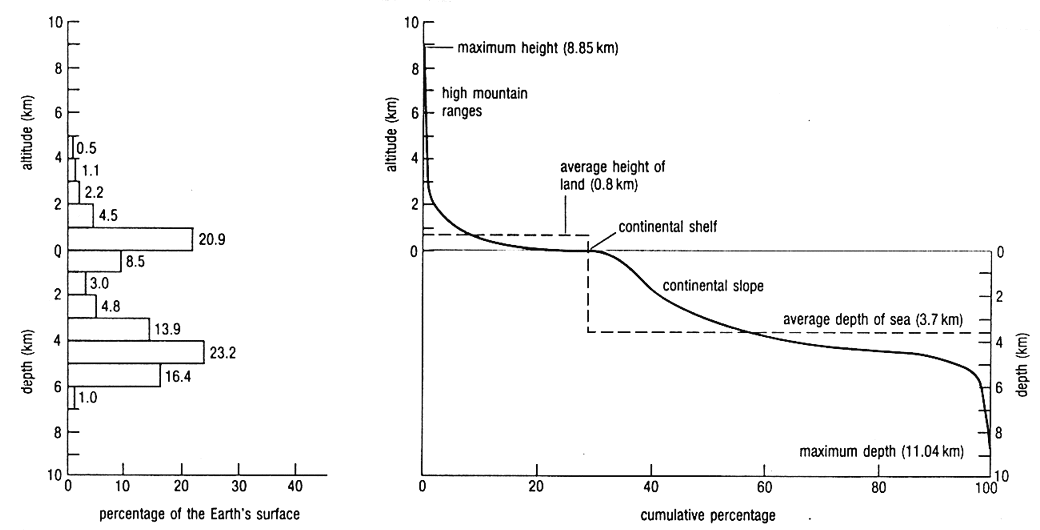 10
8
6
4
2
0
2
4
6
8
10
altitude (km)
depth (km)
0.5
1.1
2.2
4.5
20.9
8.5
3.0
4.8
13.9
23.2
16.4
1.0
0 10 20 30 40
percentage of the Earth's surface
10
8
6
4
2
0
altitude (km)
maximum height (8.85 km)
high mountain
ranges
average height of
land (0.8 km)
continental shelf
continental slope
average depth of sea (3.7 km)
maximum depth (11.04 km)
0
2
4
6
8
10
depth (km)
0 20 40 60 80 100
cumulative percentage